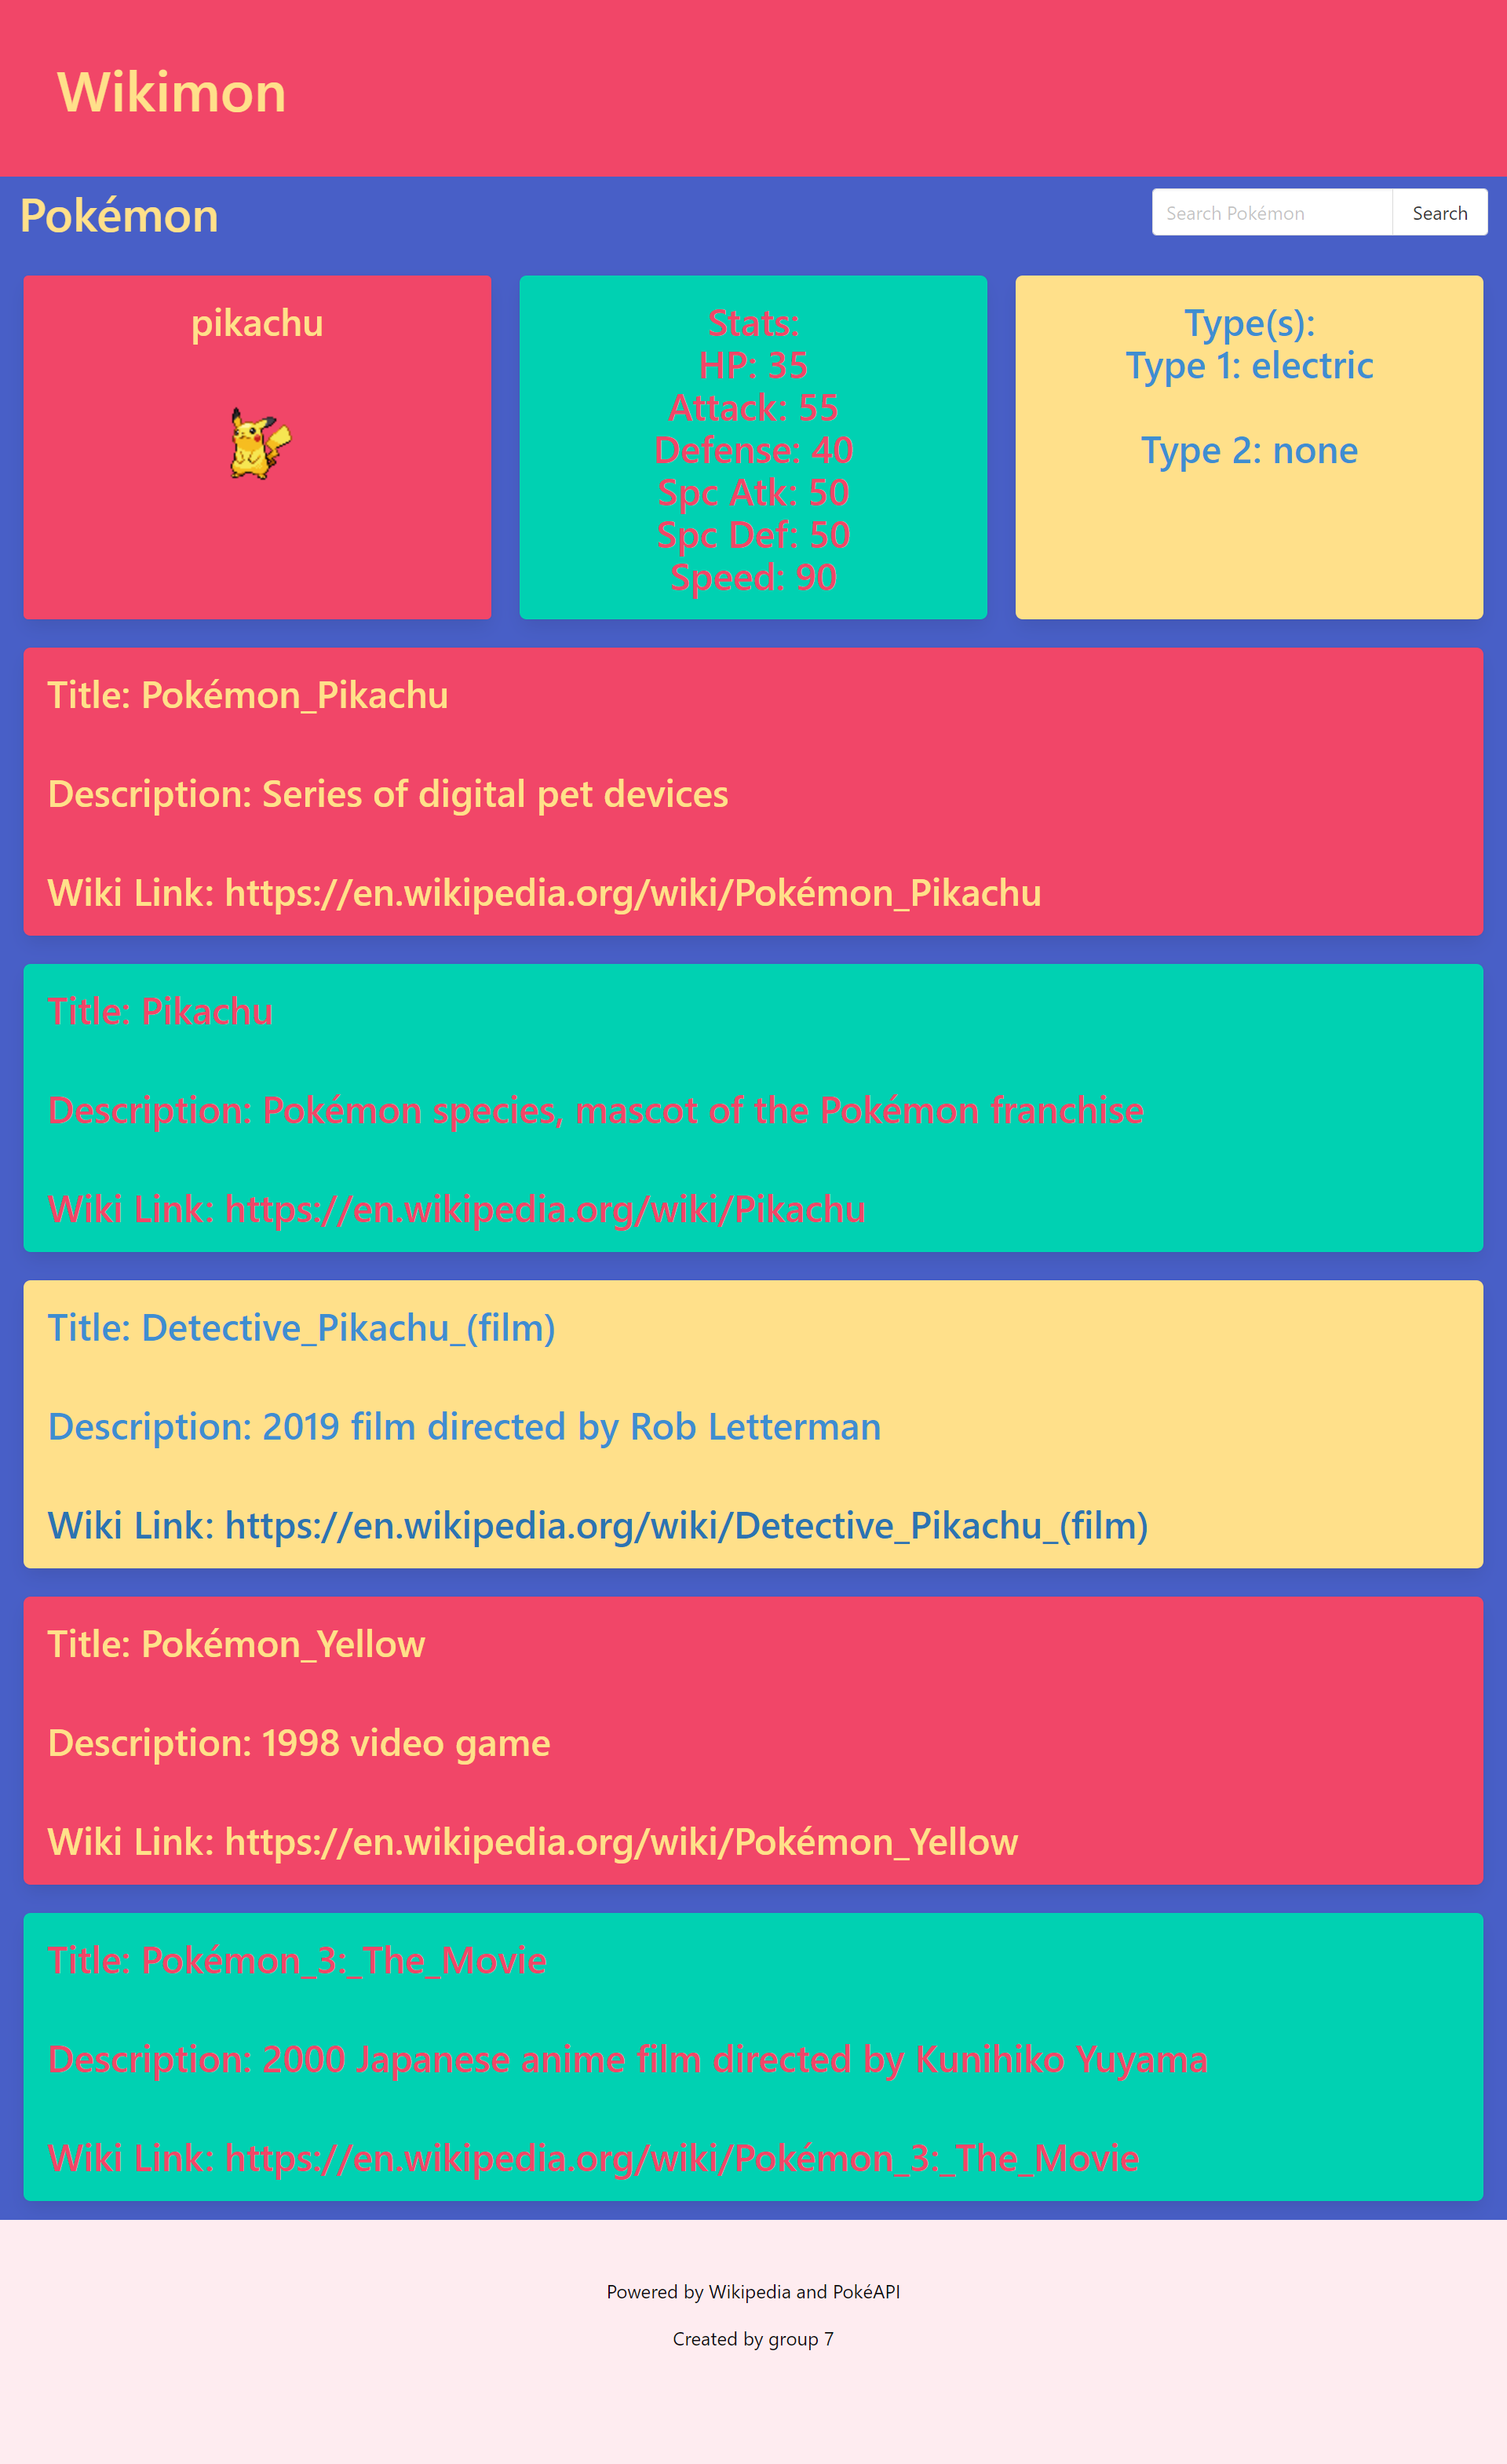 Wikimon
Pokémon
Search Pokémon
Search
pikachu
Stats:
HP: 35
Attack: 55
Defense: 40
Spc Atk: 50
Spc Def: 50
Speed: 90
Type(s):
Type 1: electric
Type 2: none
Title: Pokémon_Pikachu
Description: Series of digital pet devices
Wiki Link: https://en.wikipedia.org/wiki/Pokémon_Pikachu
Title: Pikachu
Description: Pokémon species, mascot of the Pokémon franchise
Wiki Link: https://en.wikipedia.org/wiki/Pikachu
Title: Detective_Pikachu_(film)
Description: 2019 film directed by Rob Letterman
Wiki Link: https://en.wikipedia.org/wiki/Detective_Pikachu_(film)
Title: Pokémon_Yellow
Description: 1998 video game
Wiki Link: https://en.wikipedia.org/wiki/Pokémon_Yellow
Title: Pokémon_3:_The_Movie
Description: 2000 Japanese anime film directed by Kunihiko Yuyama
Wiki Link: https://en.wikipedia.org/wiki/Pokémon_3:_The_Movie
Powered by Wikipedia and PokéAPI
Created by group 7